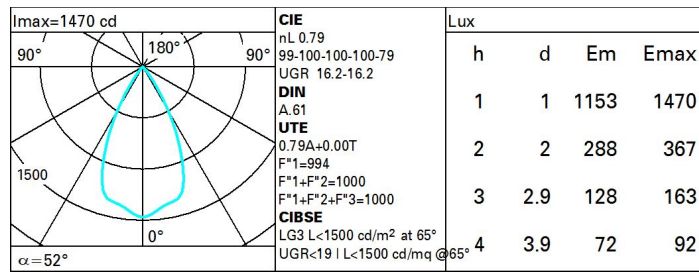 Imax=1470 cd
90° 180° 90°
1500
0°
α=52°
CIE
nL 0.79
99-100-100-100-79
UGR 16.2-16.2
DIN
A.61
UTE
0.79A+0.00T
F"1=994
F"1+F"2=1000
F"1+F"2+F"3=1000
CIBSE
LG3 L<1500 cd/m² at 65°
UGR<19 | L<1500 cd/mq @65°
Lux
h d Em Emax
1 1 1153 1470
2 2 288 367
3 2.9 128 163
4 3.9 72 92